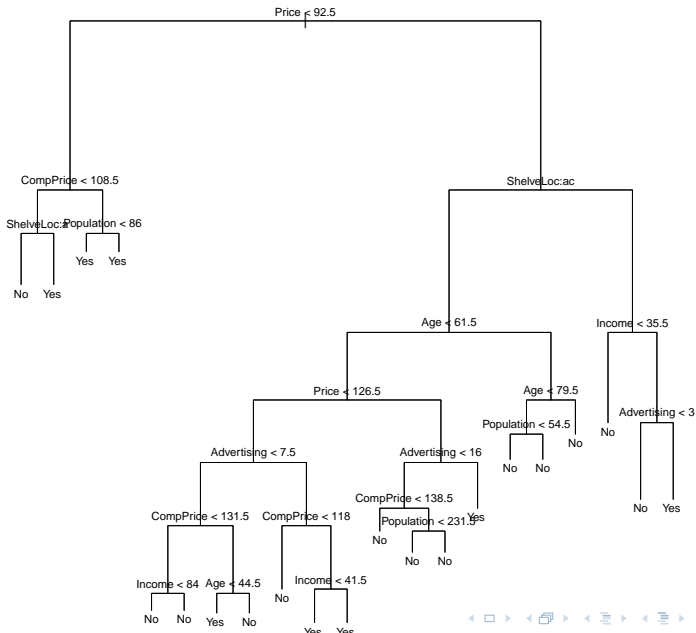 Price < 92.5
CompPrice < 108.5
ShelveLoc:ac
ShelveLoc:a
Population < 86
Yes Yes
No Yes
Age < 61.5
Income < 35.5
Price < 126.5
Age < 79.5
Advertising < 3
Population < 54.5
No
No
Advertising < 7.5
Advertising < 16
No No
CompPrice < 138.5
No Yes
CompPrice < 131.5
CompPrice < 118
Population < 231.5
Yes
No
No No
Income < 84
Age < 44.5
Income < 41.5
No
No No
Yes No
Yes Yes